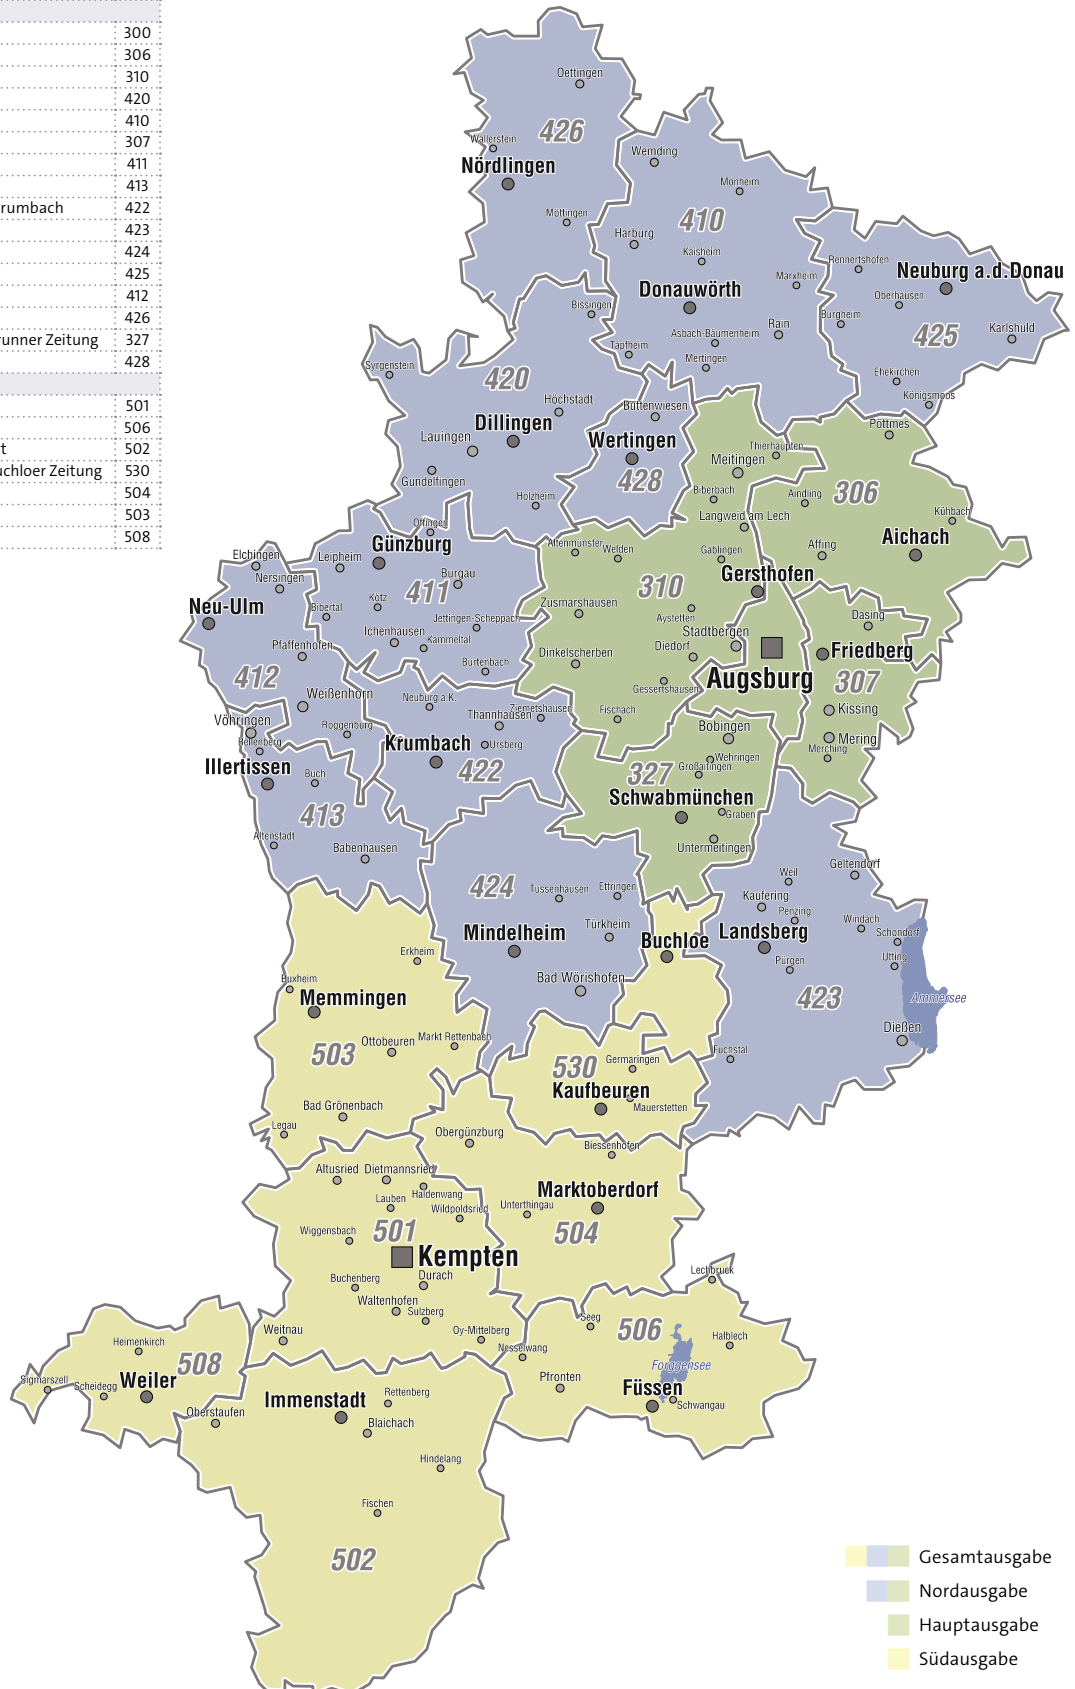 300
306
310
420
410
307
411
413
rumbach 422
423
424
425
412
426
runner Zeitung 327
428
501
506
t 502
uchloer Zeitung 530
504
503
508
Oettingen
426
Wallerstein
Nördlingen
Möttingen
Wemding
Monheim
410
Harburg
Kaisheim
Marxheim
Donauwörth
Asbach-Bäumenheim
Rain
Tapfheim
Mertingen
Rennertshofen
Neuburg a.d.Donau
Oberhausen
Burgheim
425
Karlshuld
Ehekirchen
Königsmoos
Bissingen
Syrgenstein
420
Höchstädt
Dillingen
Lauingen
Gundelfingen
Holzheim
Buttenwiesen
Wertingen
428
Pöttmes
Thierhaupten
Meitingen
Biberbach
Aindling
306
Kühbach
Langweid am Lech
Aichach
Affing
Altenmünster
Welden
Gablingen
Gersthofen
310
Zusmarshausen
Aystetten
Stadtbergen
Diedorf
Dinkelscherben
Augsburg
Gessertshausen
Fischach
Dasing
Friedberg
307
Kissing
Mering
Merching
Offingen
Günzburg
Leipheim
411
Burgau
Kötz
Bibertal
Jettingen-Scheppach
Ichenhausen
Kammeltal
Burtenbach
Elchingen
Nersingen
Neu-Ulm
Pfaffenhofen
412
Weißenhorn
Vöhringen
Roggenburg
Bellenberg
Illertissen
Buch
413
Altenstadt
Babenhausen
Neuburg a.K.
Ziemetshausen
Thannhausen
Krumbach
Ursberg
422
Bobingen
Wehringen
327
Großaitingen
Schwabmünchen
Graben
Untermeitingen
424
Tussenhausen
Ettringen
Türkheim
Mindelheim
Bad Wörishofen
Buchloe
Geltendorf
Weil
Kaufering
Penzing
Landsberg
Windach
Schondorf
Utting
Pürgen
423
Ammersee
Dießen
Fuchstal
Erkheim
Buxheim
Memmingen
503
Ottobeuren
Markt Rettenbach
Bad Grönenbach
Legau
530
Germaringen
Kaufbeuren
Mauerstetten
Obergünzburg
Biessenhofen
Marktoberdorf
Unterthingau
504
Altusried
Dietmannsried
Haldenwang
Lauben
Wildpoldsried
Wiggensbach
501
Kempten
Buchenberg
Durach
Waltenhofen
Sulzberg
Weitnau
Oy-Mittelberg
Lechbruck
Seeg
506
Halblech
Nesselwang
Forggensee
Pfronten
Füssen
Schwangau
Heimenkirch
508
Sigmarszell
Scheidegg
Weiler
Oberstaufen
Immenstadt
Rettenberg
Blaichach
Hindelang
Fischen
502
Gesamtausgabe
Nordausgabe
Hauptausgabe
Südausgabe